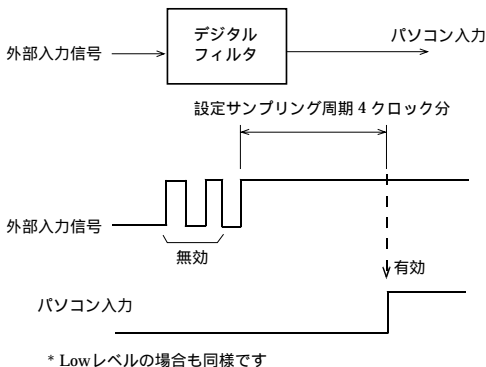 デジタル
フィルタ
外部入力信号
パソコン入力
設定サンプリング周期 4 クロック分
外部入力信号
無効
有効
パソコン入力
* Lowレベルの場合も同様です